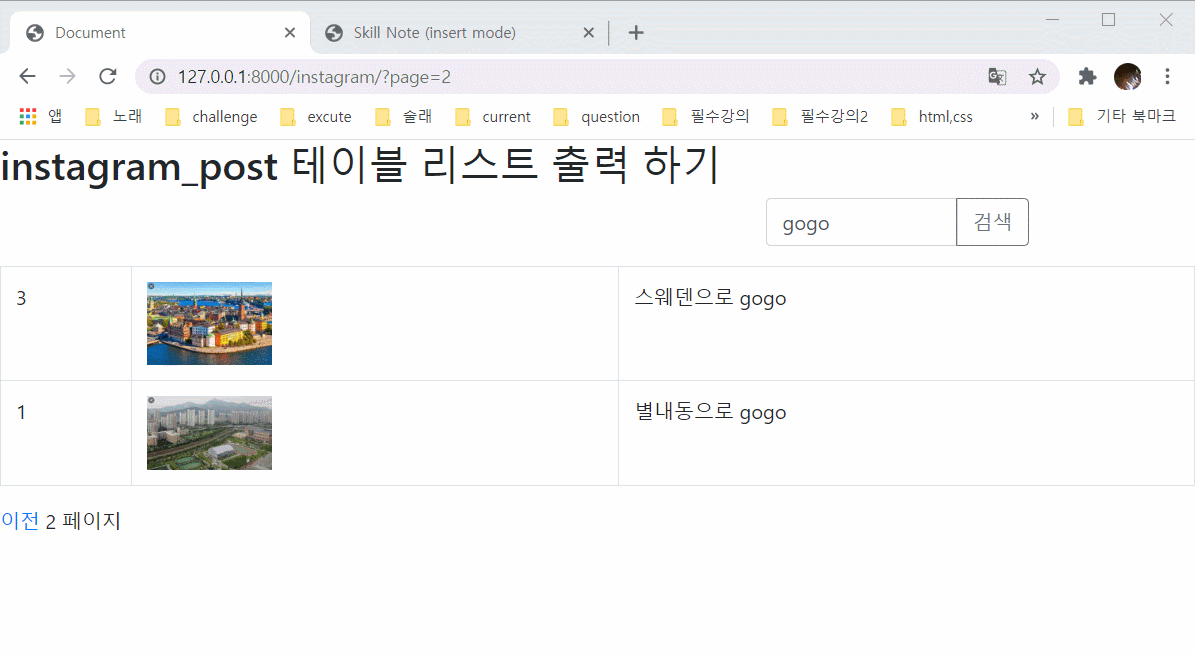 Document
Skill Note (insert mode)
127.0.0.1:8000/instagram/?page=2
앱 노래 challenge excute 술래 current question 필수강의 필수강의2 html,css » 기타 북마크
instagram_post 테이블 리스트 출력 하기
gogo 검색
3 스웨덴으로 gogo
1 별내동으로 gogo
이전 2 페이지